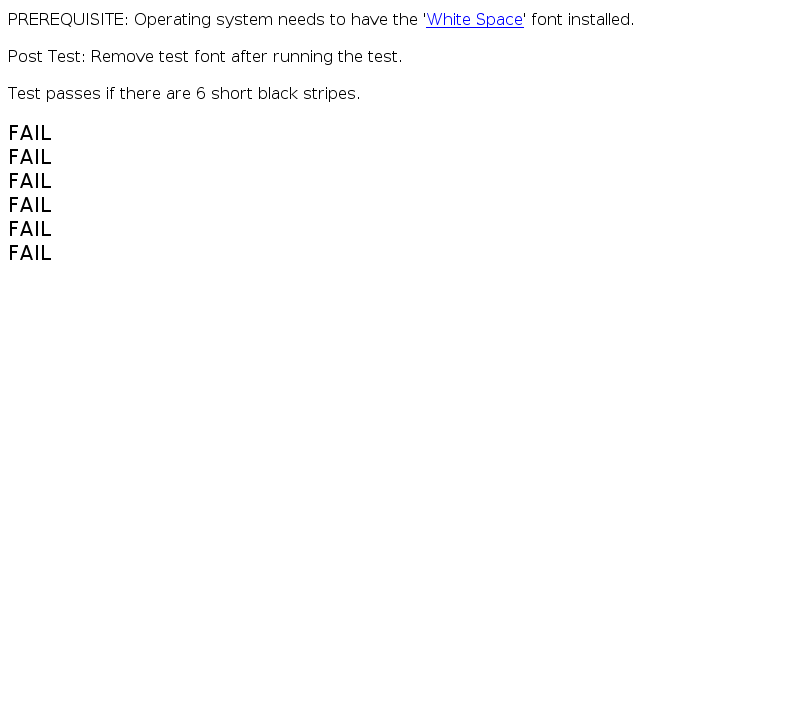 PREREQUISITE: Operating system needs to have the 'White Space' font installed.
Post Test: Remove test font after running the test.
Test passes if there are 6 short black stripes.
FAIL
FAIL
FAIL
FAIL
FAIL
FAIL